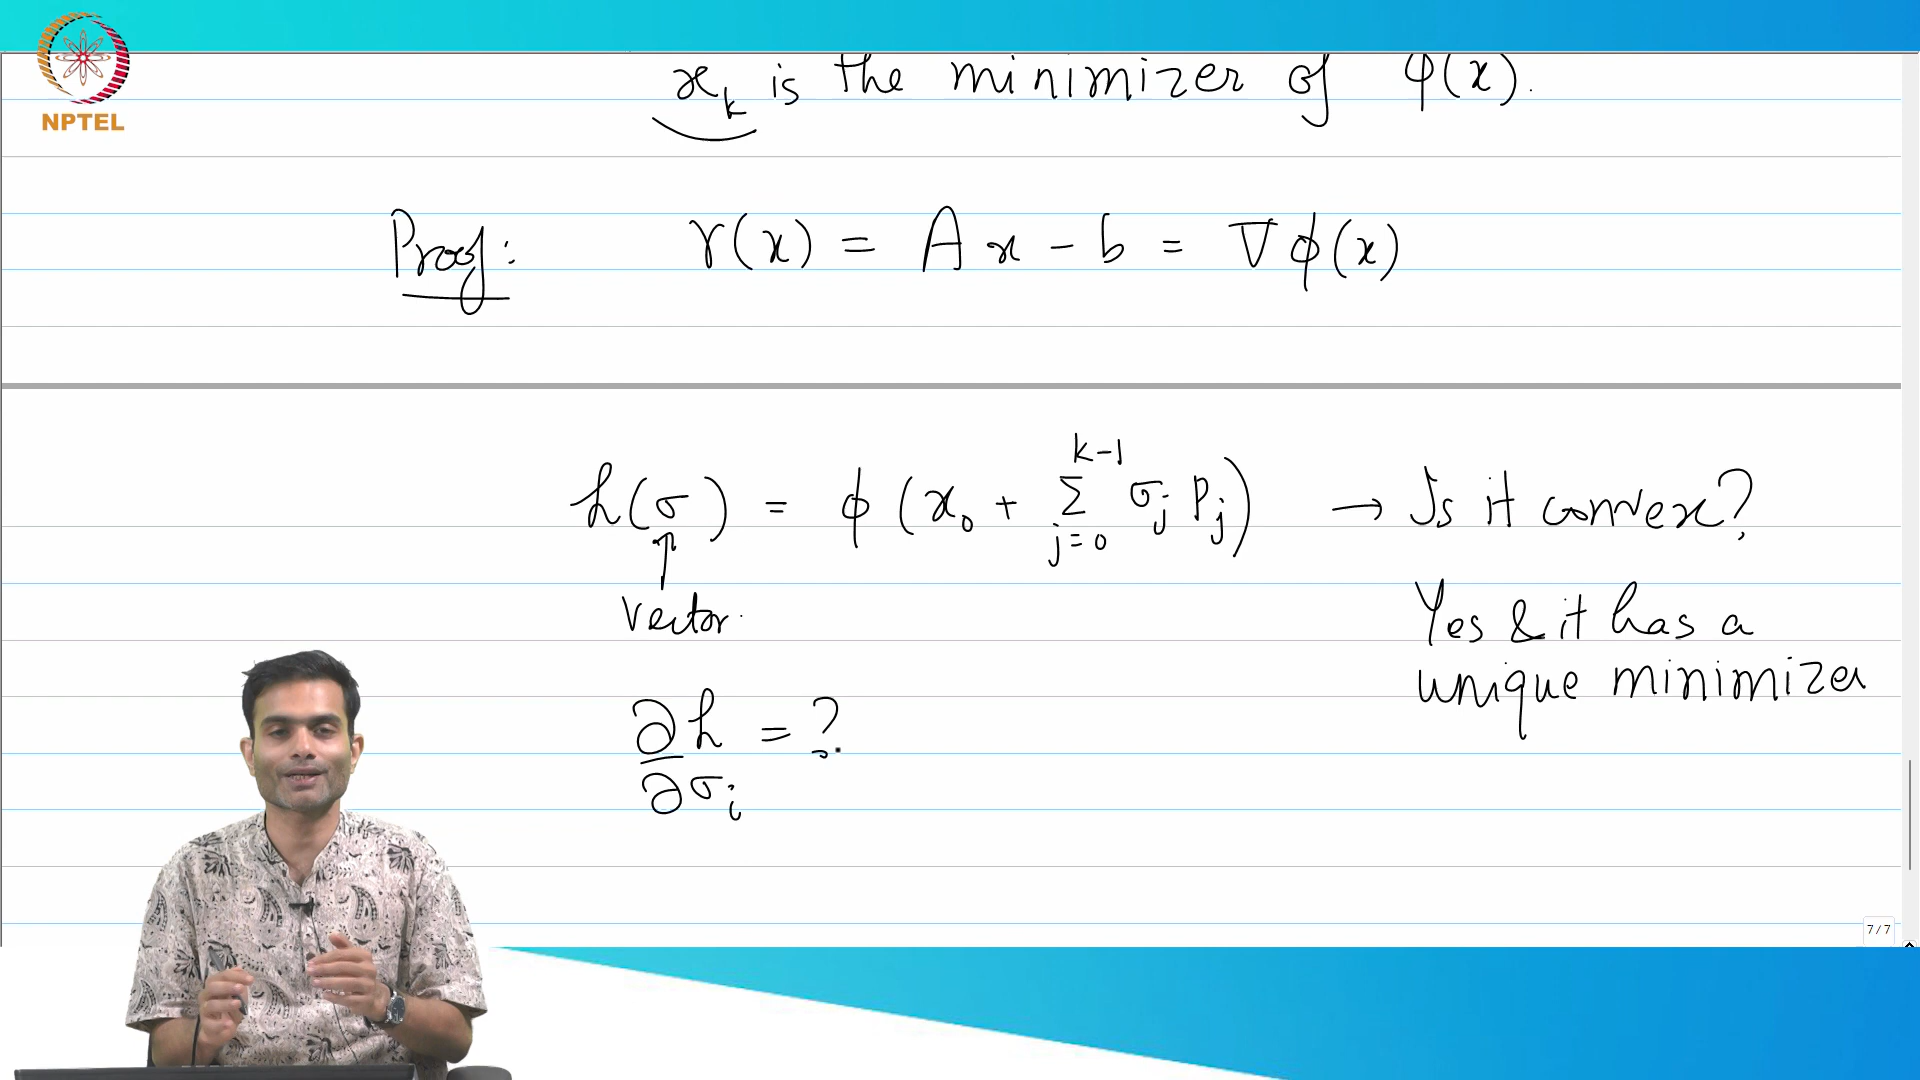 NPTEL
x_k is the minimizer of φ(x).
Proof: r(x) = Ax - b = ∇ϕ(x)
h(σ) = ϕ(x_0 + Σ_{j=0}^{k-1} σ_j p_j) → Is it convex?
vector.
Yes & it has a
unique minimizer
∂h/∂σ_i = ?
7/7